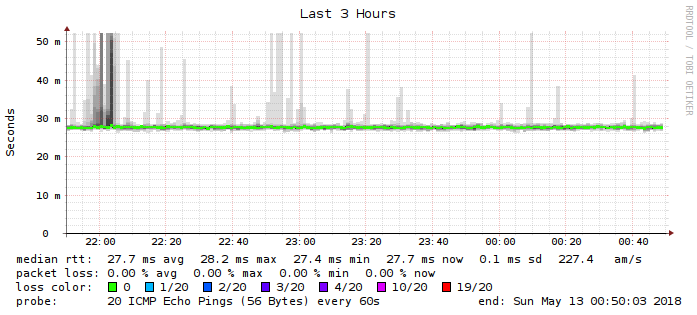 Last 3 Hours
RRDTOOL / TOBI OETIKER
Seconds
50 m
40 m
30 m
20 m
10 m
0
22:00 22:20 22:40 23:00 23:20 23:40 00:00 00:20 00:40
median rtt: 27.7 ms avg 28.2 ms max 27.4 ms min 27.7 ms now 0.1 ms sd 227.4 am/s
packet loss: 0.00 % avg 0.00 % max 0.00 % min 0.00 % now
loss color: 0 1/20 2/20 3/20 4/20 10/20 19/20
probe: 20 ICMP Echo Pings (56 Bytes) every 60s end: Sun May 13 00:50:03 2018